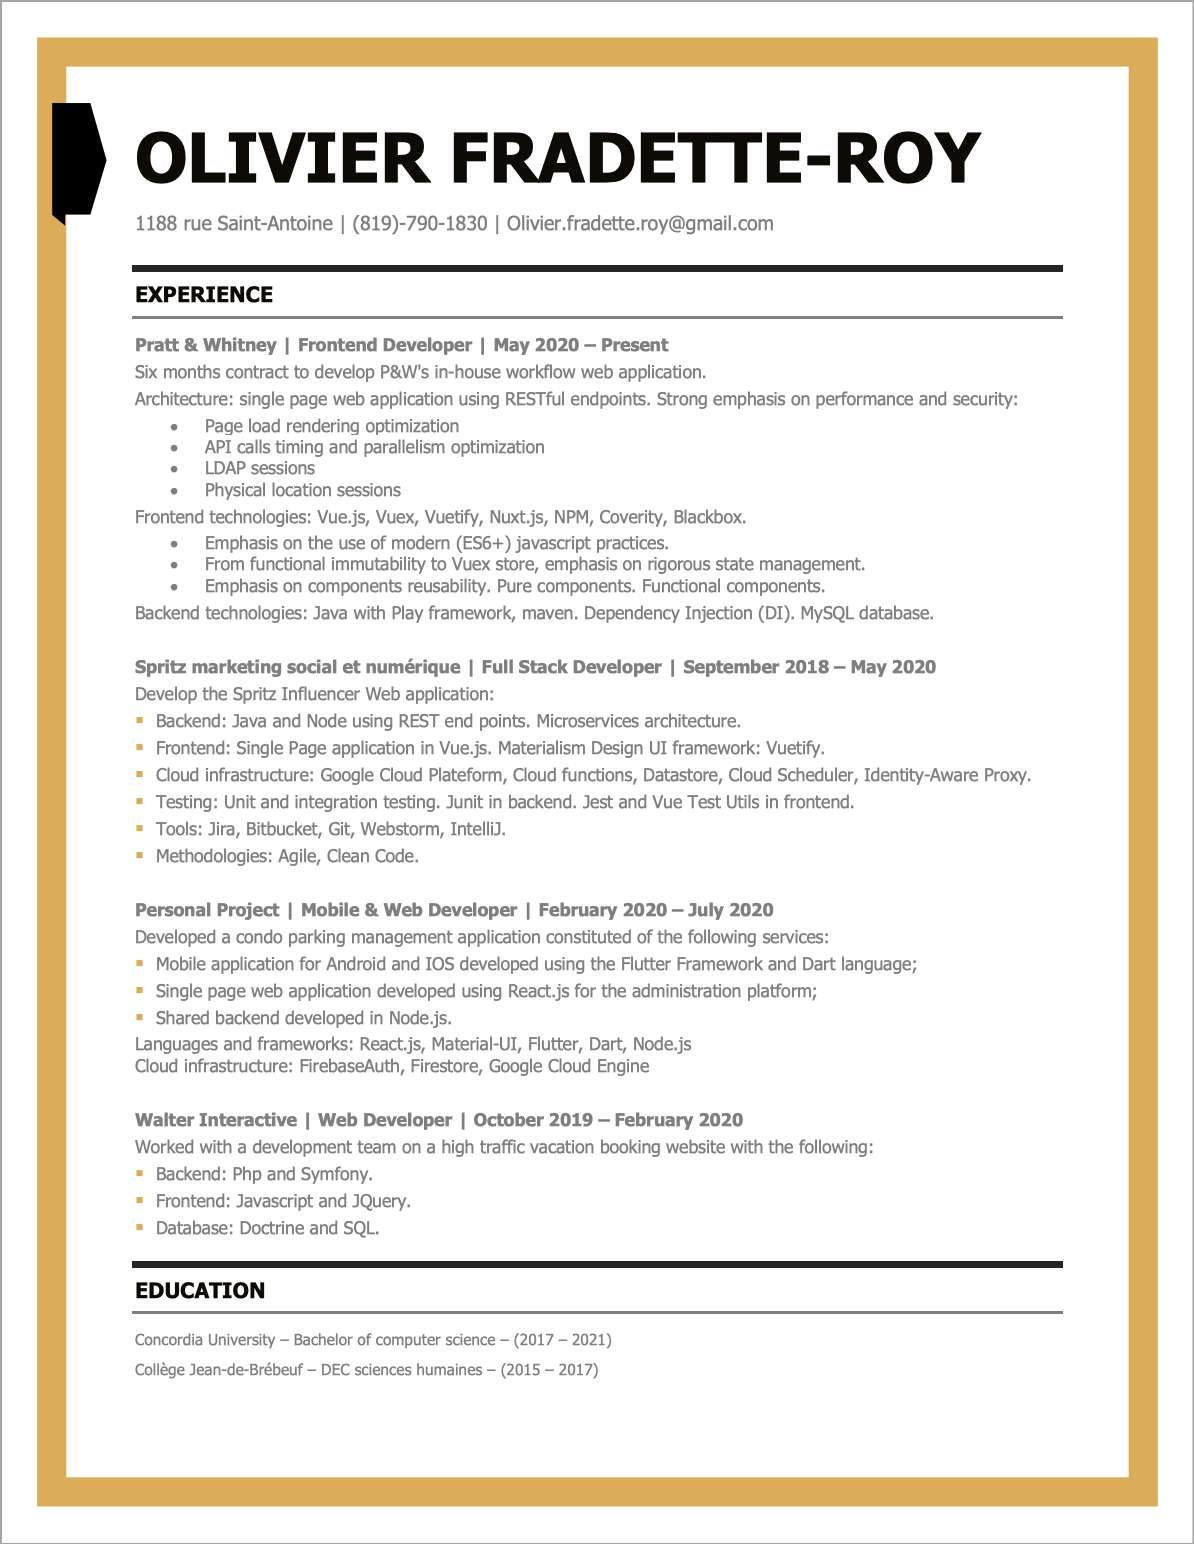 OLIVIER FRADETTE-ROY
1188 rue Saint-Antoine | (819)-790-1830 | Olivier.fradette.roy@gmail.com
EXPERIENCE
Pratt & Whitney | Frontend Developer | May 2020 – Present
Six months contract to develop P&W's in-house workflow web application.
Architecture: single page web application using RESTful endpoints. Strong emphasis on performance and security:
• Page load rendering optimization
• API calls timing and parallelism optimization
• LDAP sessions
• Physical location sessions
Frontend technologies: Vue.js, Vuex, Vuetify, Nuxt.js, NPM, Coverity, Blackbox.
• Emphasis on the use of modern (ES6+) javascript practices.
• From functional immutability to Vuex store, emphasis on rigorous state management.
• Emphasis on components reusability. Pure components. Functional components.
Backend technologies: Java with Play framework, maven. Dependency Injection (DI). MySQL database.
Spritz marketing social et numérique | Full Stack Developer | September 2018 – May 2020
Develop the Spritz Influencer Web application:
▪ Backend: Java and Node using REST end points. Microservices architecture.
▪ Frontend: Single Page application in Vue.js. Materialism Design UI framework: Vuetify.
▪ Cloud infrastructure: Google Cloud Plateform, Cloud functions, Datastore, Cloud Scheduler, Identity-Aware Proxy.
▪ Testing: Unit and integration testing. Junit in backend. Jest and Vue Test Utils in frontend.
▪ Tools: Jira, Bitbucket, Git, Webstorm, IntelliJ.
▪ Methodologies: Agile, Clean Code.
Personal Project | Mobile & Web Developer | February 2020 – July 2020
Developed a condo parking management application constituted of the following services:
▪ Mobile application for Android and IOS developed using the Flutter Framework and Dart language;
▪ Single page web application developed using React.js for the administration platform;
▪ Shared backend developed in Node.js.
Languages and frameworks: React.js, Material-UI, Flutter, Dart, Node.js
Cloud infrastructure: FirebaseAuth, Firestore, Google Cloud Engine
Walter Interactive | Web Developer | October 2019 – February 2020
Worked with a development team on a high traffic vacation booking website with the following:
▪ Backend: Php and Symfony.
▪ Frontend: Javascript and JQuery.
▪ Database: Doctrine and SQL.
EDUCATION
Concordia University – Bachelor of computer science – (2017 – 2021)
Collège Jean-de-Brébeuf – DEC sciences humaines – (2015 – 2017)